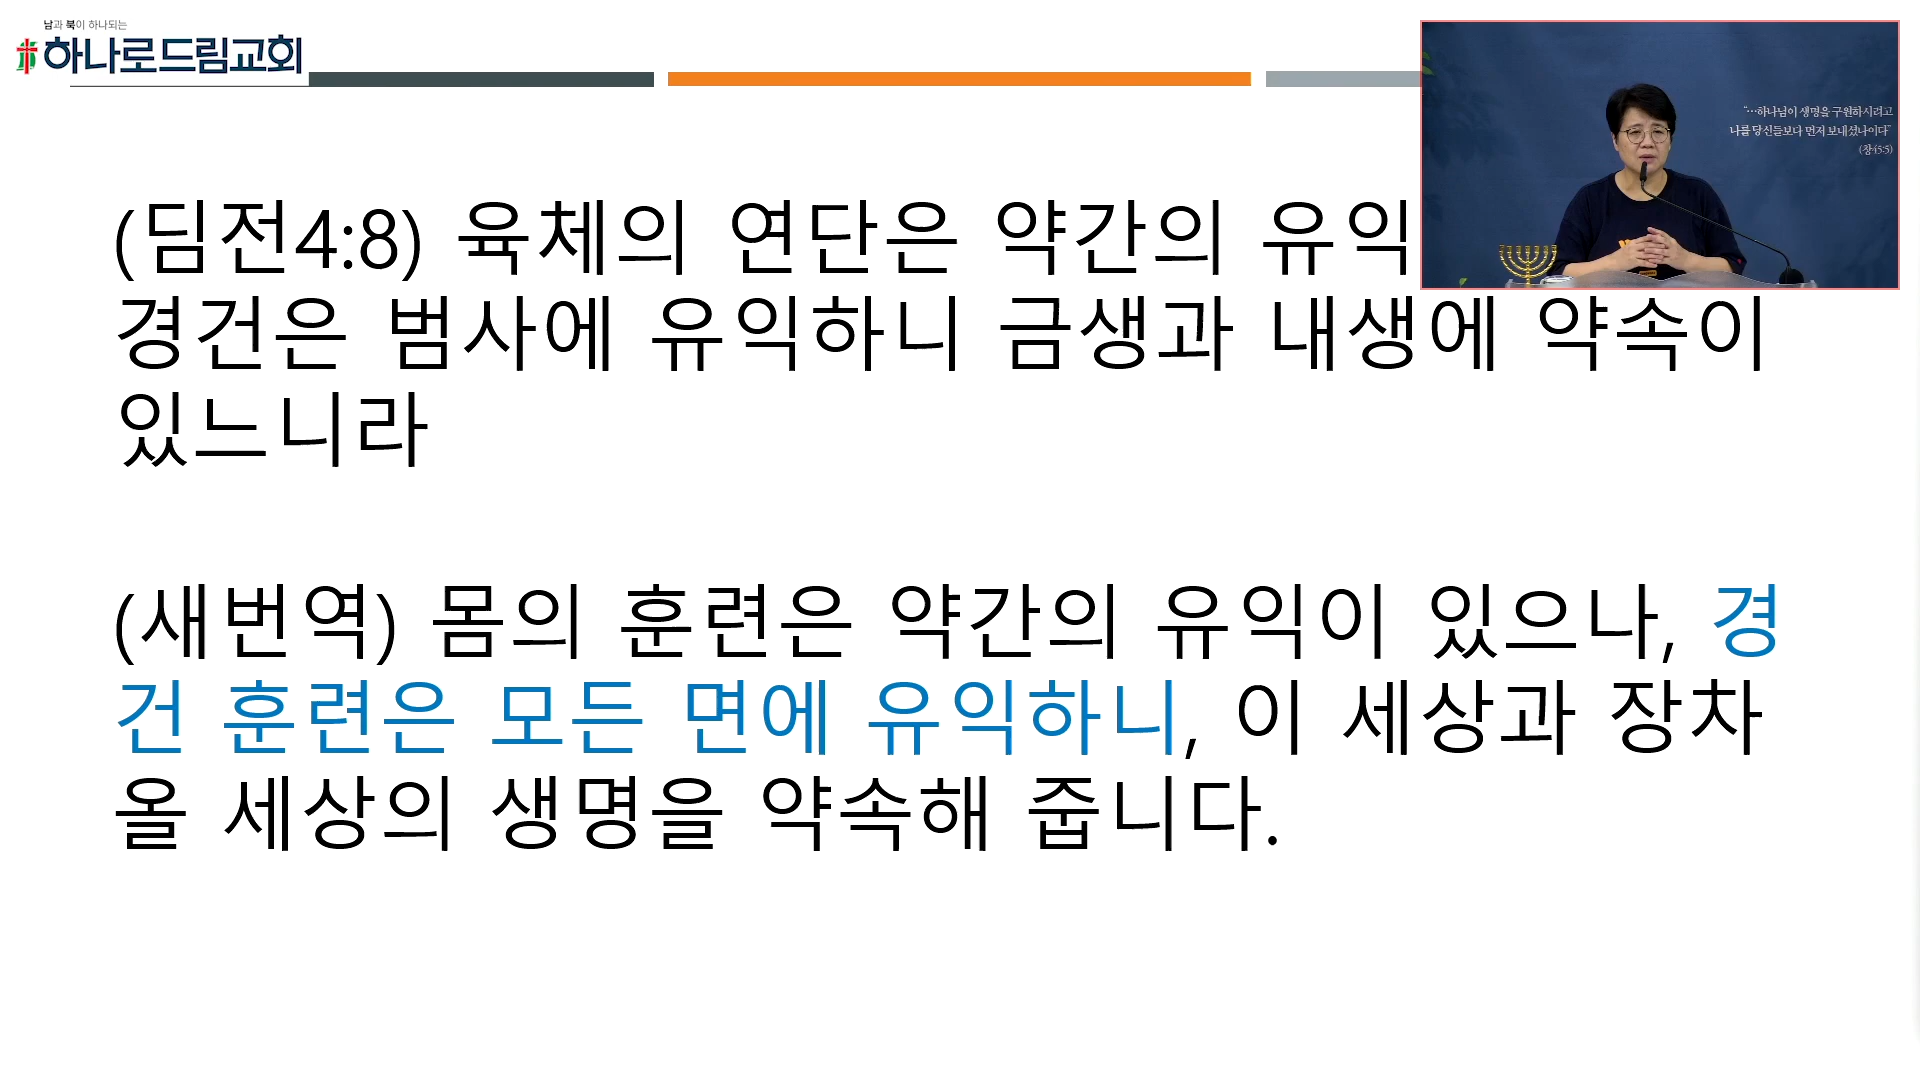 남과 북이 하나되는
하나로드림교회
"…하나님이 생명을 구원하시려고
나를 당신들보다 먼저 보내셨나이다"
(창45:5)
(딤전4:8) 육체의 연단은 약간의 유익
경건은 범사에 유익하니 금생과 내생에 약속이
있느니라
(새번역) 몸의 훈련은 약간의 유익이 있으나, 경
건 훈련은 모든 면에 유익하니, 이 세상과 장차
올 세상의 생명을 약속해 줍니다.